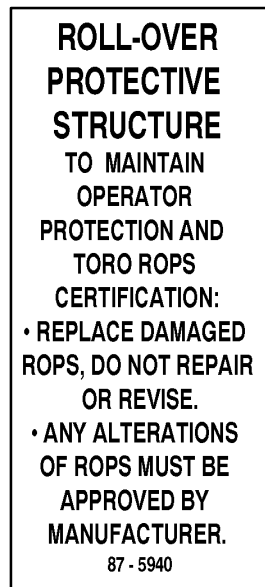 ROLL-OVER
PROTECTIVE
STRUCTURE
TO MAINTAIN
OPERATOR
PROTECTION AND
TORO ROPS
CERTIFICATION:
• REPLACE DAMAGED
ROPS, DO NOT REPAIR
OR REVISE.
• ANY ALTERATIONS
OF ROPS MUST BE
APPROVED BY
MANUFACTURER.
87 - 5940